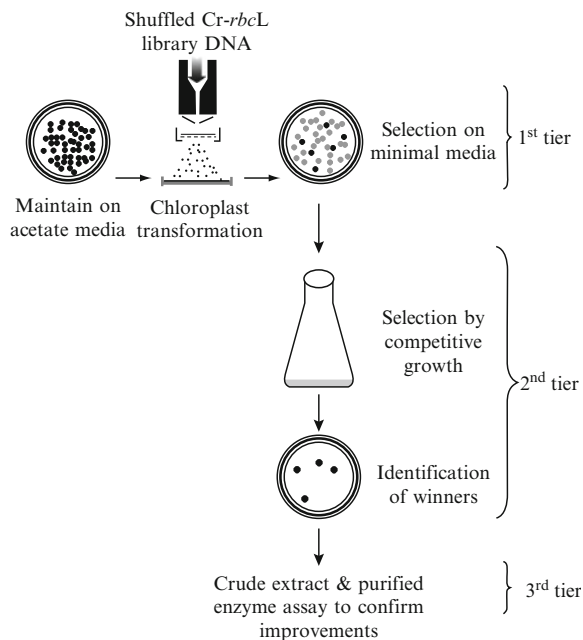 Shuffled Cr-rbcL
library DNA
Maintain on
acetate media
Chloroplast
transformation
Selection on
minimal media
1st tier
Selection by
competitive
growth
2nd tier
Identification
of winners
Crude extract & purified
enzyme assay to confirm
improvements
3rd tier